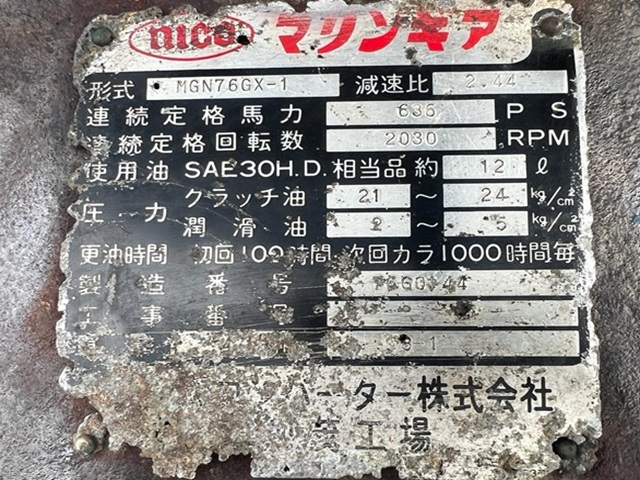 nico マリンギア
形式 MGN76GX-1 減速比 2.44
連続定格馬力 635 PS
連続定格回転数 2030 RPM
使用油 SAE30H.D.相当品約 12 ℓ
圧力 クラッチ油 21 ～ 24 kg/cm²
潤滑油 2 ～ 5 kg/cm²
更油時間 初回100時間 次回カラ1000時間毎
製造番号
工事番号
ーター株式会社
工場